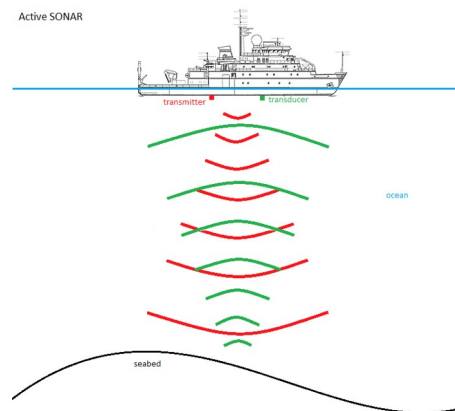 Active SONAR
transmitter
transducer
ocean
seabed